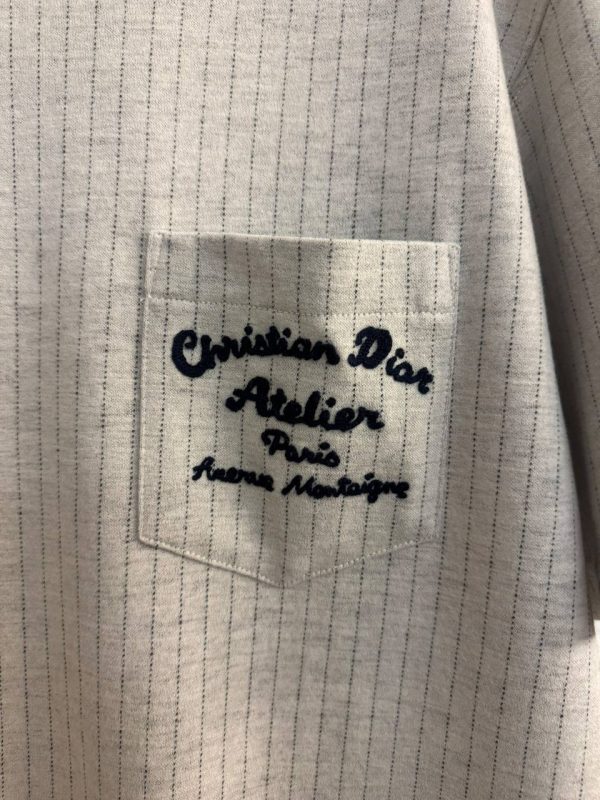 Christian Dior
Atelier
Paris
Avenue Montaigne